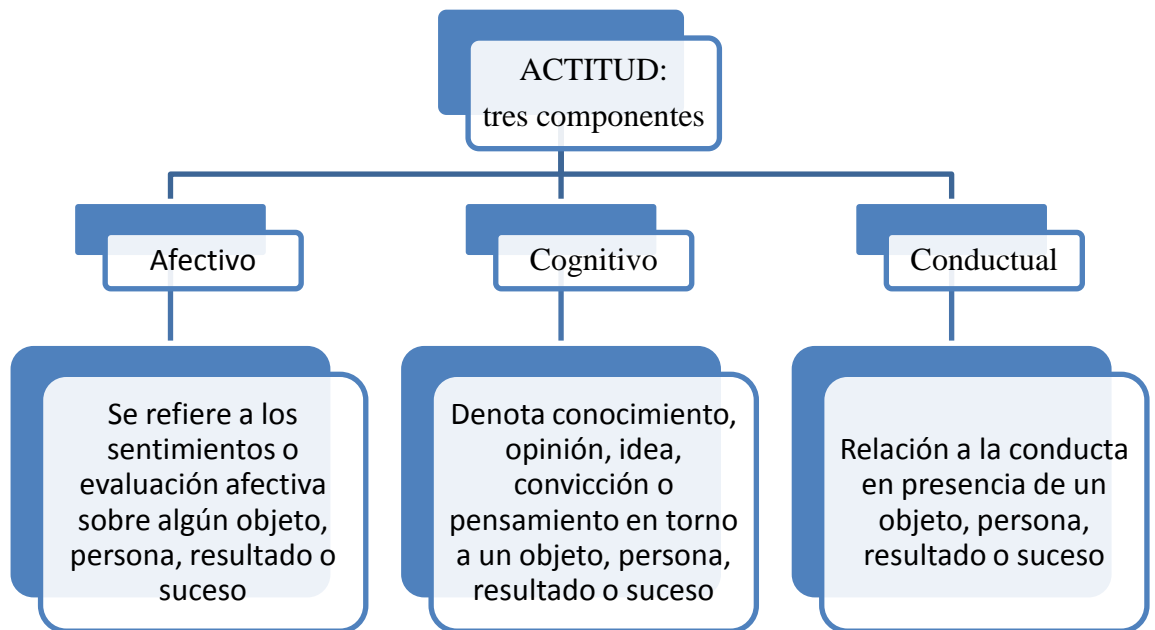 ACTITUD:
tres componentes
Afectivo
Cognitivo
Conductual
Se refiere a los
sentimientos o
evaluación afectiva
sobre algún objeto,
persona, resultado o
suceso
Denota conocimiento,
opinión, idea,
convicción o
pensamiento en torno
a un objeto, persona,
resultado o suceso
Relación a la conducta
en presencia de un
objeto, persona,
resultado o suceso